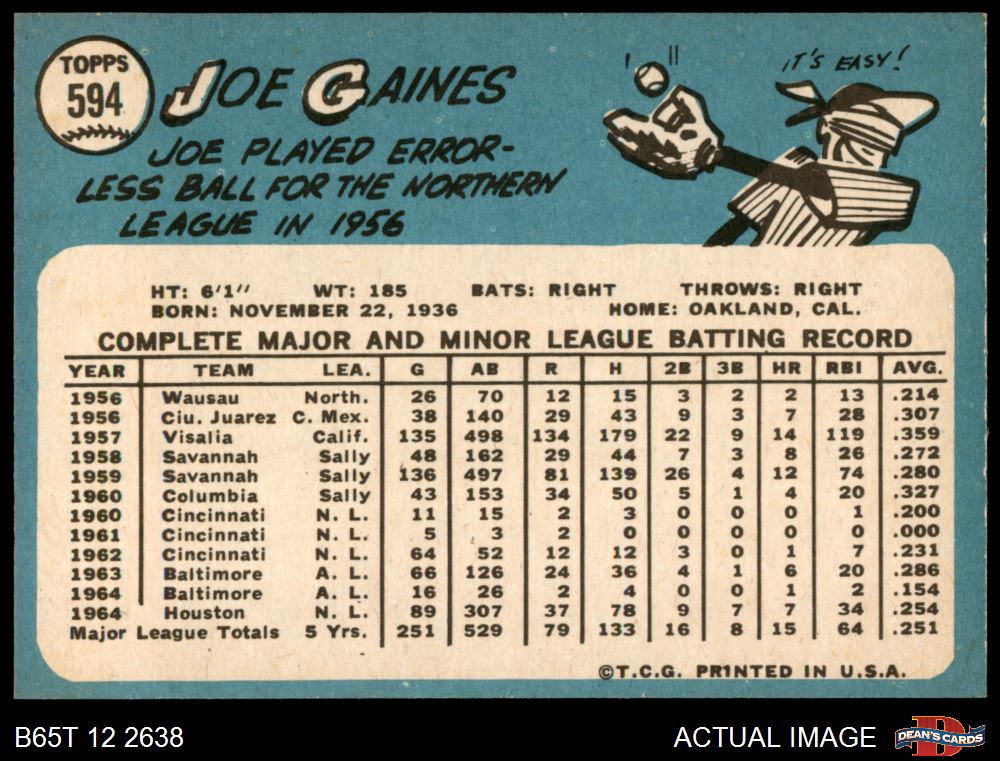 TOPPS
594
JOE GAINES
IT'S EASY!
JOE PLAYED ERROR-
LESS BALL FOR THE NORTHERN
LEAGUE IN 1956
HT: 6'1" WT: 185 BATS: RIGHT THROWS: RIGHT
BORN: NOVEMBER 22, 1936 HOME: OAKLAND, CAL.
COMPLETE MAJOR AND MINOR LEAGUE BATTING RECORD
YEAR TEAM LEA. G AB R H 2B 3B HR RBI AVG.
1956 Wausau North. 26 70 12 15 3 2 2 13 .214
1956 Ciu. Juarez C. Mex. 38 140 29 43 9 3 7 28 .307
1957 Visalia Calif. 135 498 134 179 22 9 14 119 .359
1958 Savannah Sally 48 162 29 44 7 3 8 26 .272
1959 Savannah Sally 136 497 81 139 26 4 12 74 .280
1960 Columbia Sally 43 153 34 50 5 1 4 20 .327
1960 Cincinnati N. L. 11 15 2 3 0 0 0 1 .200
1961 Cincinnati N. L. 5 3 2 0 0 0 0 0 .000
1962 Cincinnati N. L. 64 52 12 12 3 0 1 7 .231
1963 Baltimore A. L. 66 126 24 36 4 1 6 20 .286
1964 Baltimore A. L. 16 26 2 4 0 0 1 2 .154
1964 Houston N. L. 89 307 37 78 9 7 7 34 .254
Major League Totals 5 Yrs. 251 529 79 133 16 8 15 64 .251
©T.C.G. PRINTED IN U.S.A.
B65T 12 2638 ACTUAL IMAGE
DEAN'S CARDS